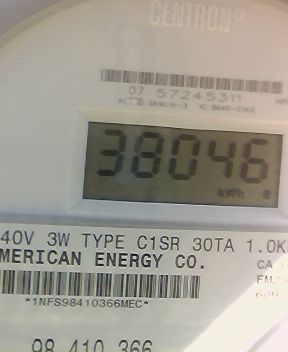 CENTRON®
07 57245311
38046
kWh
40V 3W TYPE C1SR 30TA 1.0K
MERICAN ENERGY CO.
CA
*1NFS98410366MEC*
98 410 366